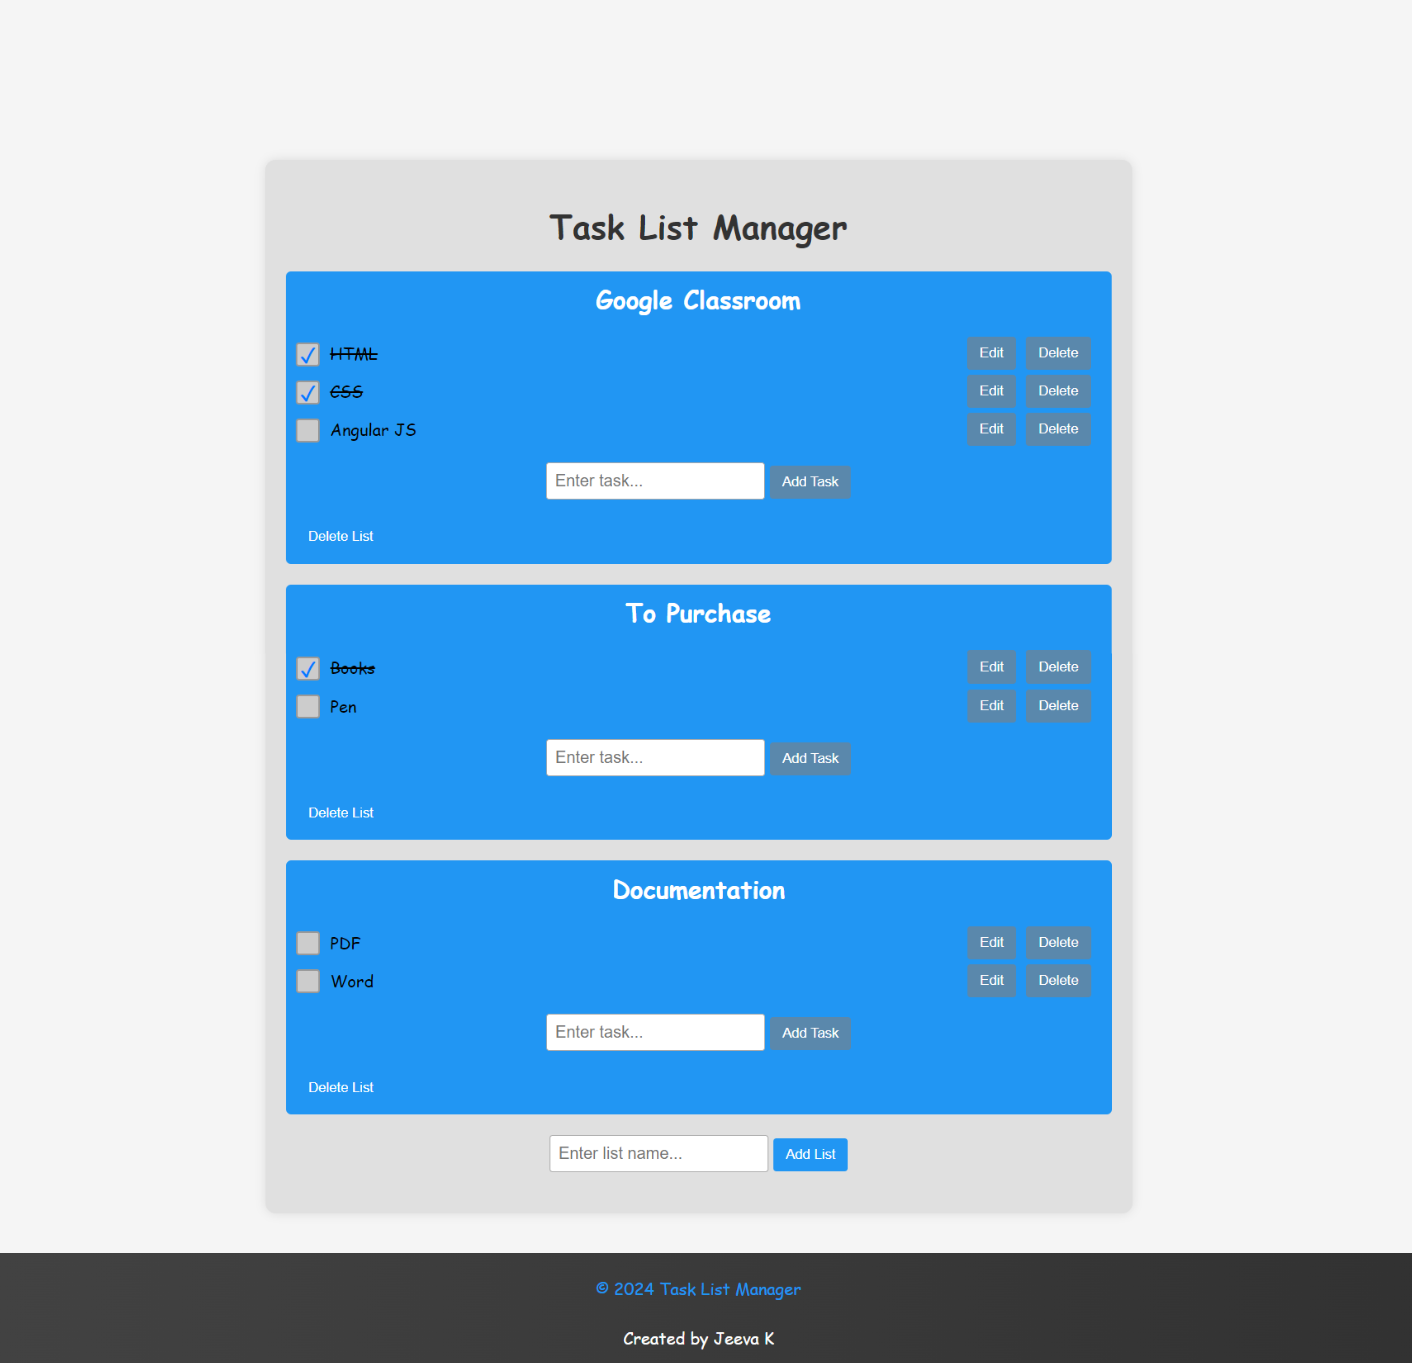 Task List Manager
Google Classroom
HTML Edit Delete
CSS Edit Delete
Angular JS Edit Delete
Enter task... Add Task
Delete List
To Purchase
Books Edit Delete
Pen Edit Delete
Enter task... Add Task
Delete List
Documentation
PDF Edit Delete
Word Edit Delete
Enter task... Add Task
Delete List
Enter list name... Add List
© 2024 Task List Manager
Created by Jeeva K